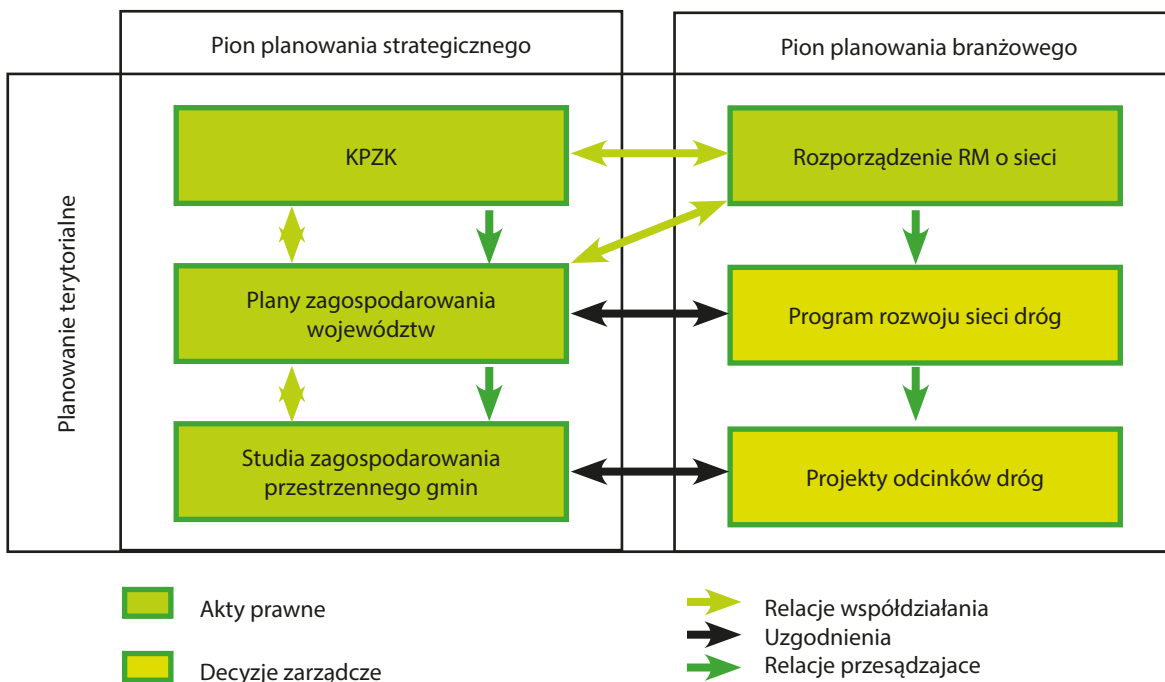 Pion planowania strategicznego
Pion planowania branżowego
Planowanie terytorialne
KPZK
Rozporządzenie RM o sieci
Plany zagospodarowania
województw
Program rozwoju sieci dróg
Studia zagospodarowania
przestrzennego gmin
Projekty odcinków dróg
Akty prawne
Decyzje zarządcze
Relacje współdziałania
Uzgodnienia
Relacje przesądzajace